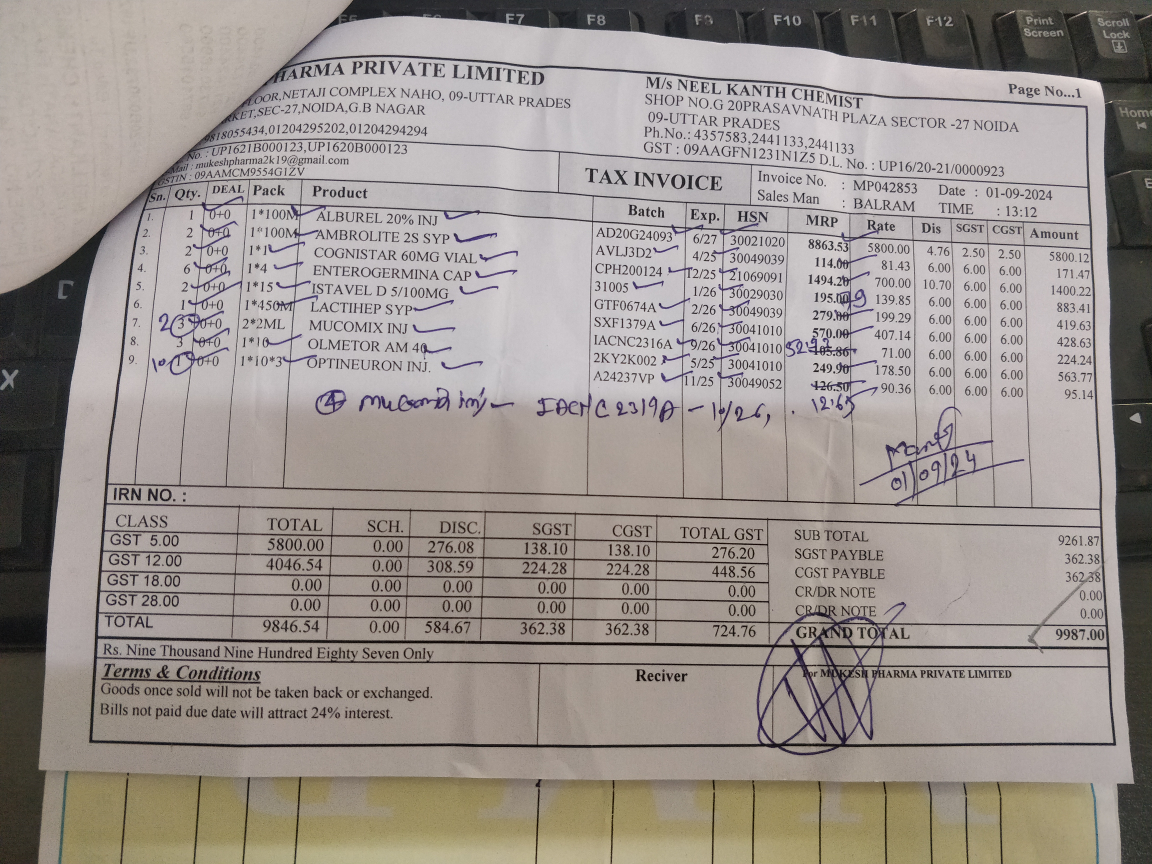 F7 F8 F9 F10 F11 F12 Print Screen Scroll Lock
Home
PHARMA PRIVATE LIMITED
M/s NEEL KANTH CHEMIST
Page No...1
LOOR,NETAJI COMPLEX NAHO, 09-UTTAR PRADES
SHOP NO.G 20PRASAVNATH PLAZA SECTOR -27 NOIDA
RKET,SEC-27,NOIDA,G.B NAGAR
09-UTTAR PRADES
9818055434,01204295202,01204294294
Ph.No.: 4357583,2441133,2441133
No.: UP1621B000123,UP1620B000123
GST : 09AAGFN1231N1Z5 D.L. No. : UP16/20-21/0000923
Mail : mukeshpharma2k19@gmail.com
GSTIN : 09AAMCM9554G1ZV
TAX INVOICE
Invoice No. : MP042853 Date : 01-09-2024
Sales Man : BALRAM TIME : 13:12
Sn. Qty. DEAL Pack Product Batch Exp. HSN MRP Rate Dis SGST CGST Amount
1. 1 0+0 1*100M ALBUREL 20% INJ AD20G24093 6/27 30021020 8863.53 5800.00 4.76 2.50 2.50 5800.12
2. 2 0+0 1*100M AMBROLITE 2S SYP AVLJ3D2 4/25 30049039 114.00 81.43 6.00 6.00 6.00 171.47
3. 2 0+0 1*1 COGNISTAR 60MG VIAL CPH200124 12/25 21069091 1494.20 700.00 10.70 6.00 6.00 1400.22
4. 6 0+0 1*4 ENTEROGERMINA CAP 31005 1/26 30029030 195.00 139.85 6.00 6.00 6.00 883.41
5. 2 0+0 1*15 ISTAVEL D 5/100MG GTF0674A 2/26 30049039 279.00 199.29 6.00 6.00 6.00 419.63
6. 1 0+0 1*450M LACTIHEP SYP SXF1379A 6/26 30041010 570.00 407.14 6.00 6.00 6.00 428.63
7. 2 3 0+0 2*2ML MUCOMIX INJ IACNC2316A 9/26 30041010 105.86 71.00 6.00 6.00 6.00 224.24
8. 3 0+0 1*10 OLMETOR AM 40 2KY2K002 5/25 30041010 249.90 178.50 6.00 6.00 6.00 563.77
9. 10 1 0+0 1*10*3 OPTINEURON INJ. A24237VP 11/25 30049052 126.50 90.36 6.00 6.00 6.00 95.14
IACNC2319A - 10/26, 12.65
01/09/24
IRN NO. :
CLASS TOTAL SCH. DISC. SGST CGST TOTAL GST
GST 5.00 5800.00 0.00 276.08 138.10 138.10 276.20
GST 12.00 4046.54 0.00 308.59 224.28 224.28 448.56
GST 18.00 0.00 0.00 0.00 0.00 0.00 0.00
GST 28.00 0.00 0.00 0.00 0.00 0.00 0.00
TOTAL 9846.54 0.00 584.67 362.38 362.38 724.76
SUB TOTAL 9261.87
SGST PAYBLE 362.38
CGST PAYBLE 362.38
CR/DR NOTE 0.00
CR/DR NOTE 0.00
GRAND TOTAL 9987.00
Rs. Nine Thousand Nine Hundred Eighty Seven Only
Terms & Conditions
Goods once sold will not be taken back or exchanged.
Bills not paid due date will attract 24% interest.
Reciver
For MUKESH PHARMA PRIVATE LIMITED